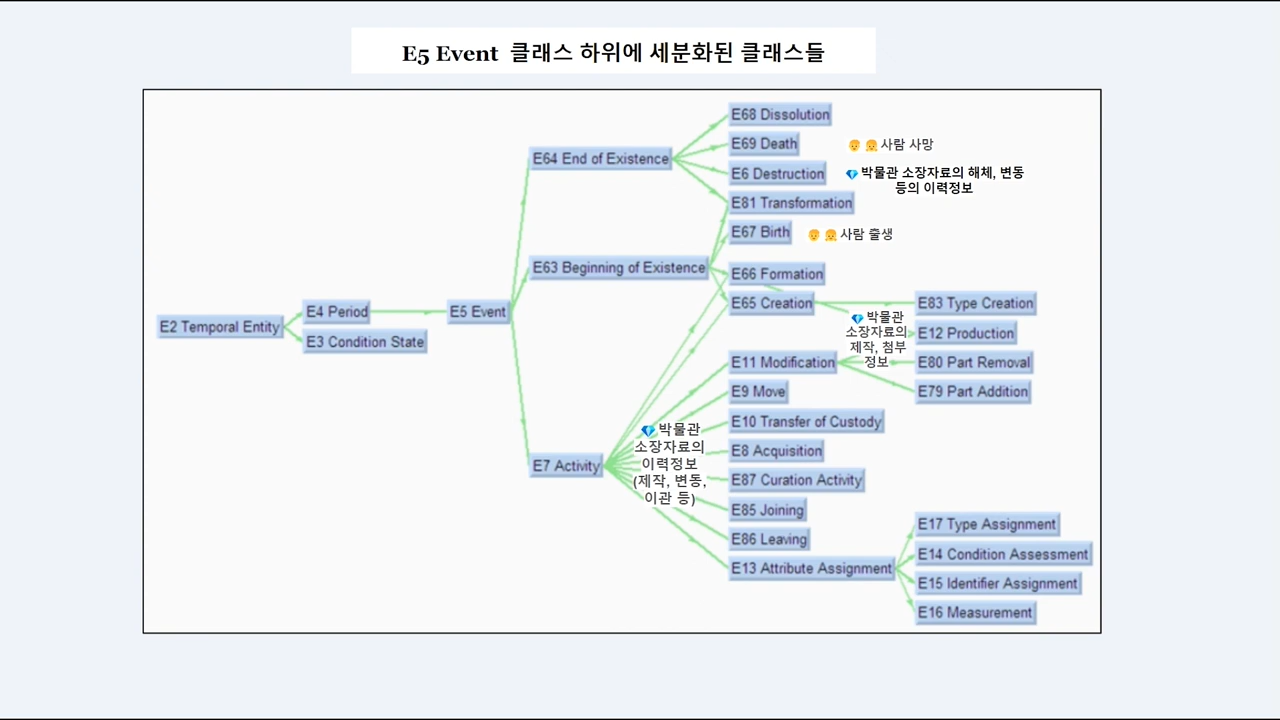 E5 Event 클래스 하위에 세분화된 클래스들
E68 Dissolution
E69 Death
사람 사망
E64 End of Existence
E6 Destruction
박물관 소장자료의 해체, 변동
등의 이력정보
E81 Transformation
E67 Birth
사람 출생
E63 Beginning of Existence
E66 Formation
E65 Creation
E83 Type Creation
E4 Period
E5 Event
E2 Temporal Entity
E3 Condition State
박물관
소장자료의
제작, 첨부
정보
E12 Production
E11 Modification
E80 Part Removal
E9 Move
E79 Part Addition
E10 Transfer of Custody
박물관
소장자료의
이력정보
(제작, 변동,
이관 등)
E8 Acquisition
E7 Activity
E87 Curation Activity
E85 Joining
E17 Type Assignment
E86 Leaving
E14 Condition Assessment
E13 Attribute Assignment
E15 Identifier Assignment
E16 Measurement